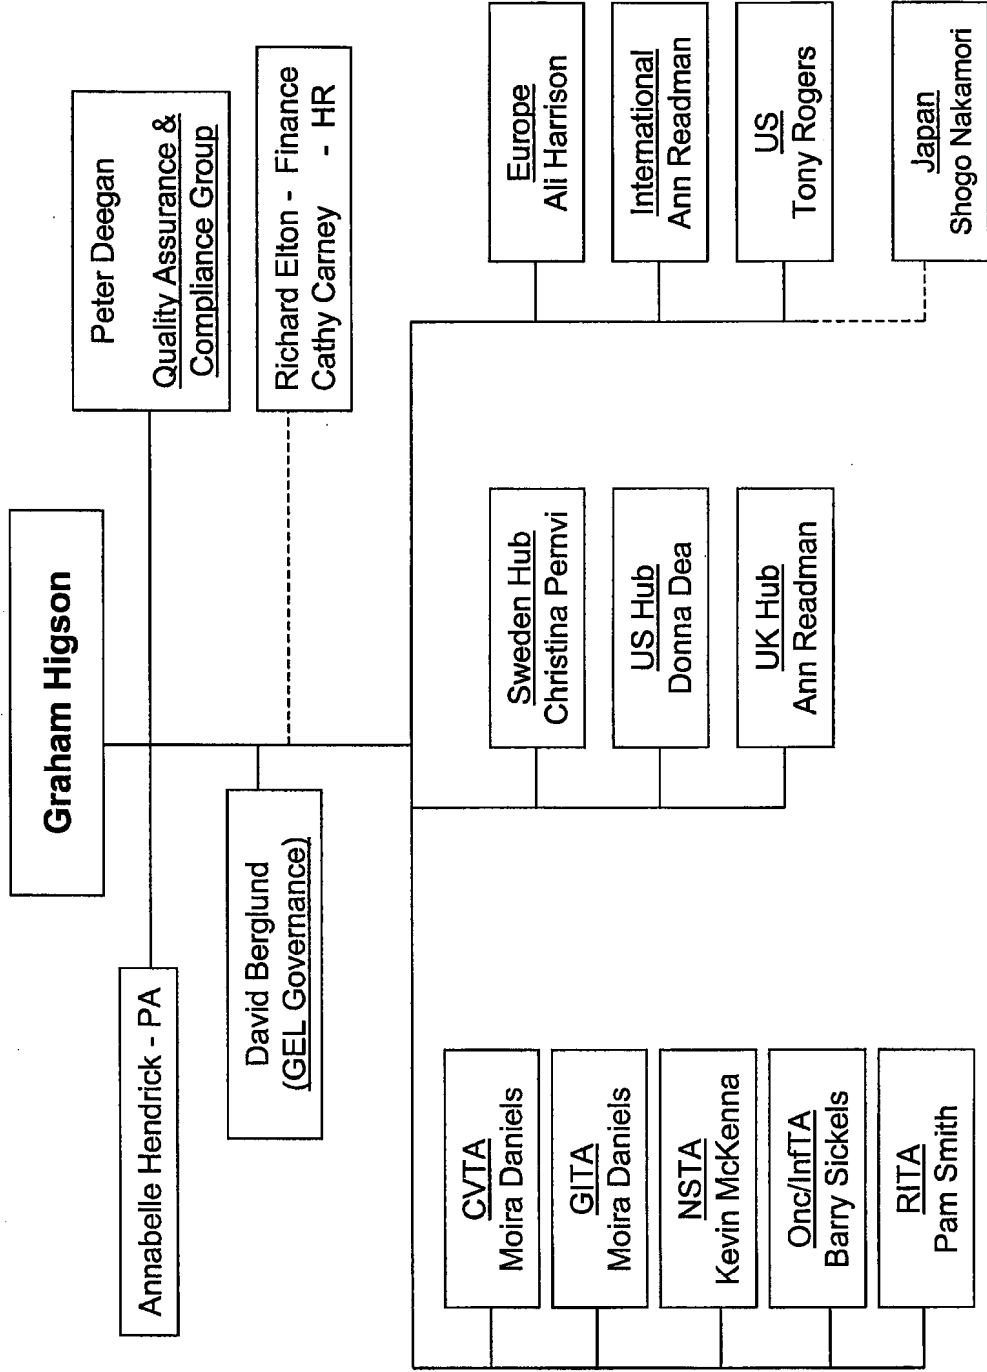 Graham Higson
Annabelle Hendrick - PA
Peter Deegan
Quality Assurance &
Compliance Group
David Berglund
(GEL Governance)
Richard Elton - Finance
Cathy Carney - HR
CVTA
Moira Daniels
GITA
Moira Daniels
NSTA
Kevin McKenna
Onc/InfTA
Barry Sickels
RITA
Pam Smith
Sweden Hub
Christina Pernvi
US Hub
Donna Dea
UK Hub
Ann Readman
Europe
Ali Harrison
International
Ann Readman
US
Tony Rogers
Japan
Shogo Nakamori